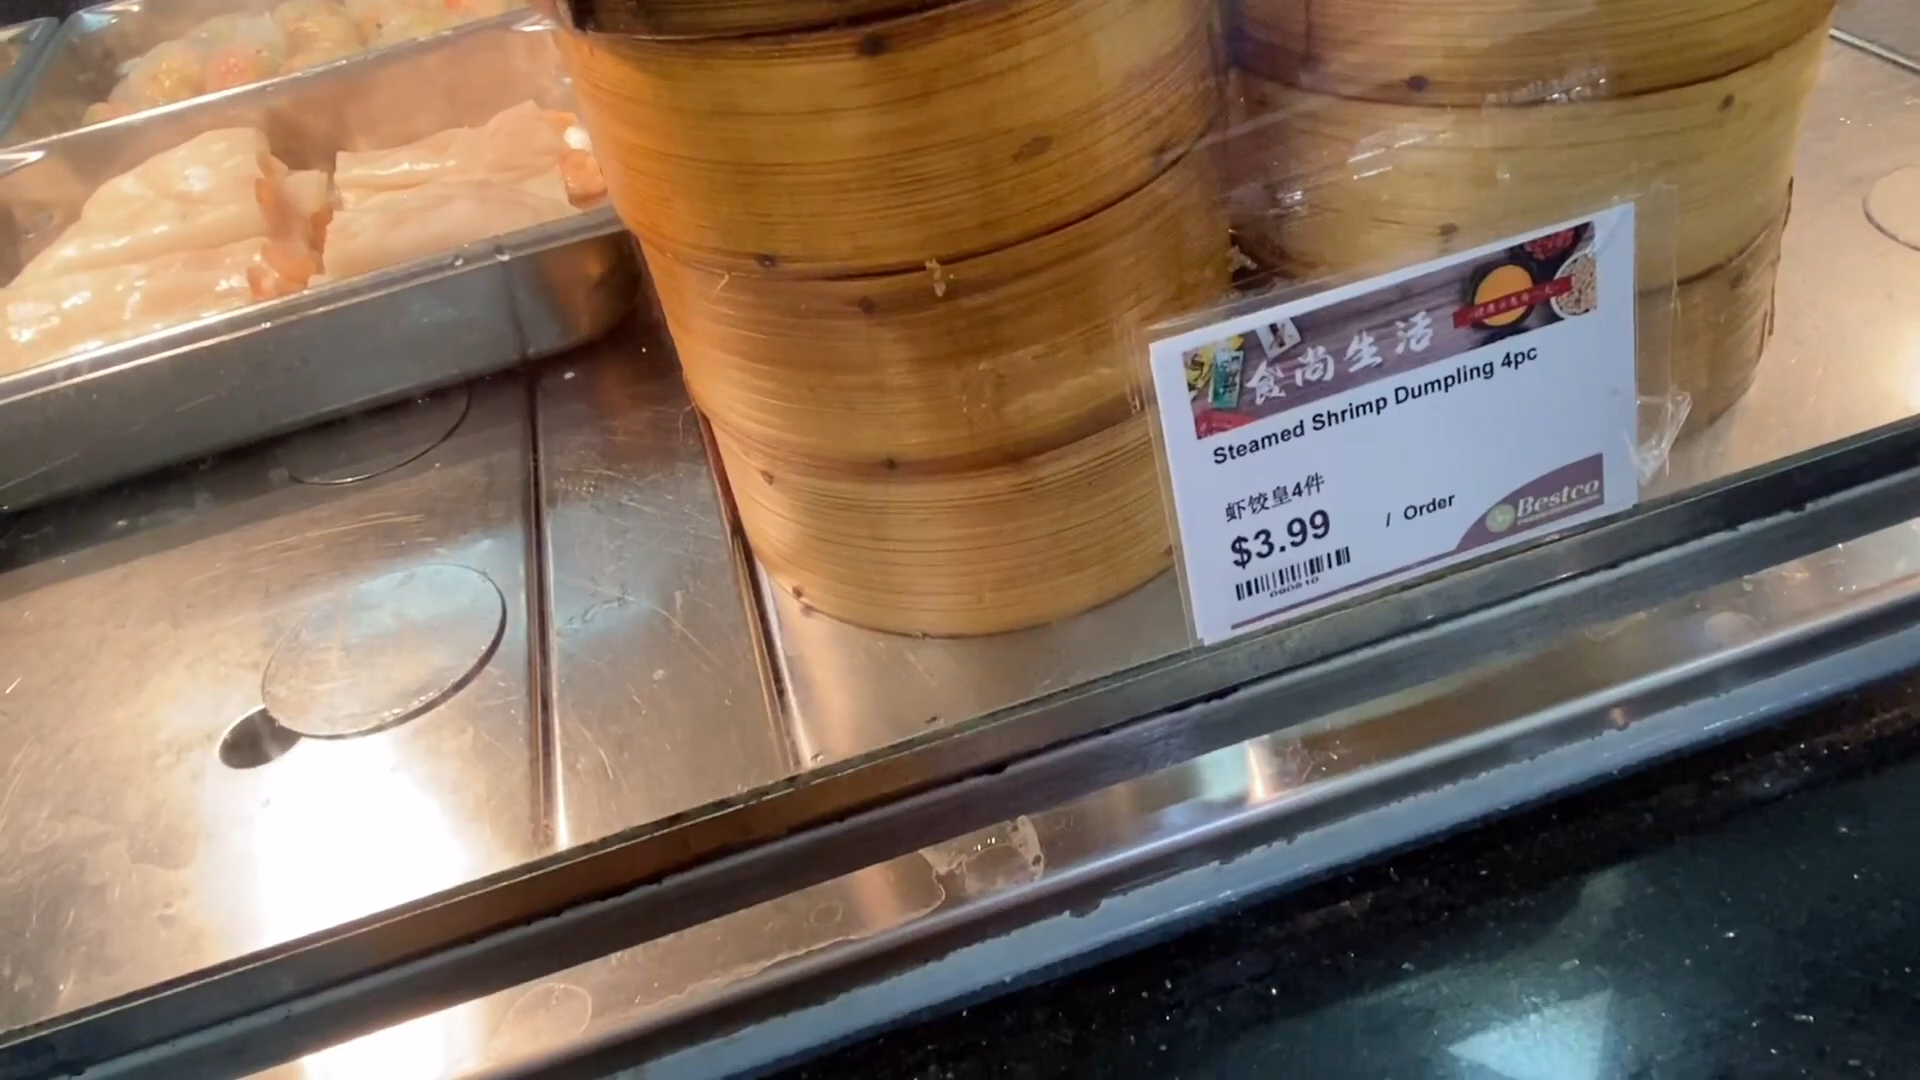 食尚生活
Steamed Shrimp Dumpling 4pc
虾饺皇4件
$3.99 / Order
Bestco